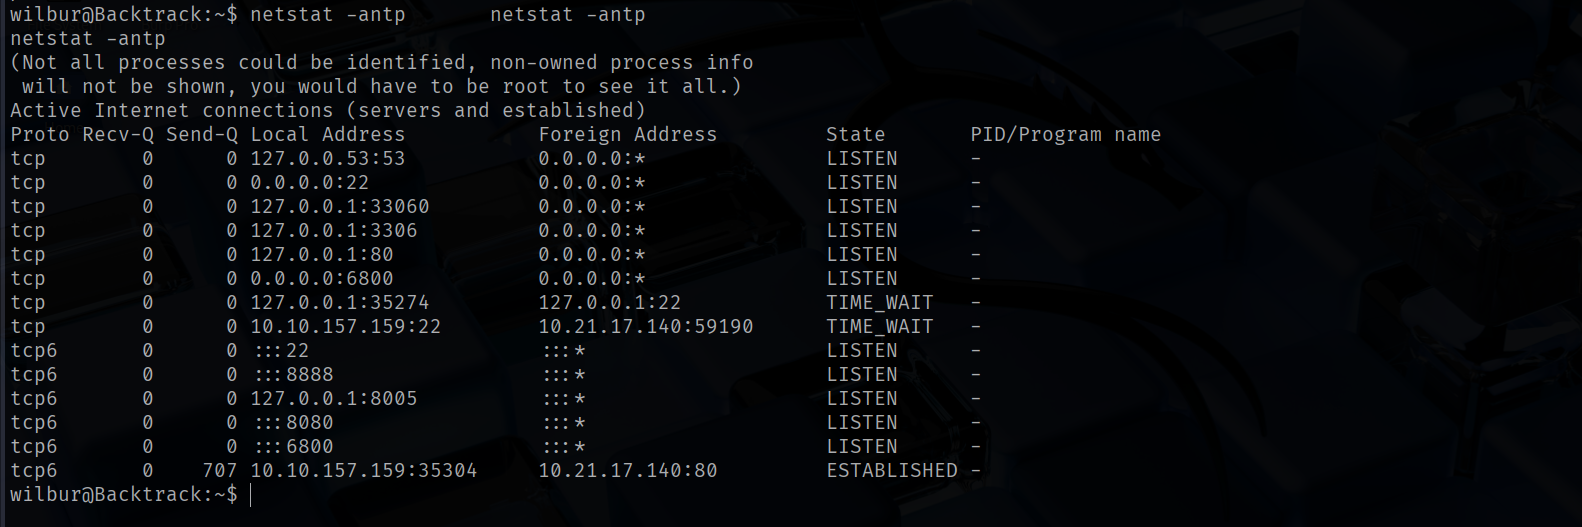 wilbur@Backtrack:~$ netstat -antp       netstat -antp
netstat -antp
(Not all processes could be identified, non-owned process info
 will not be shown, you would have to be root to see it all.)
Active Internet connections (servers and established)
Proto Recv-Q Send-Q Local Address           Foreign Address         State       PID/Program name
tcp        0      0 127.0.0.53:53           0.0.0.0:*               LISTEN      -
tcp        0      0 0.0.0.0:22              0.0.0.0:*               LISTEN      -
tcp        0      0 127.0.0.1:33060         0.0.0.0:*               LISTEN      -
tcp        0      0 127.0.0.1:3306          0.0.0.0:*               LISTEN      -
tcp        0      0 127.0.0.1:80            0.0.0.0:*               LISTEN      -
tcp        0      0 0.0.0.0:6800            0.0.0.0:*               LISTEN      -
tcp        0      0 127.0.0.1:35274         127.0.0.1:22            TIME_WAIT   -
tcp        0      0 10.10.157.159:22        10.21.17.140:59190      TIME_WAIT   -
tcp6       0      0 :::22                   :::*                    LISTEN      -
tcp6       0      0 :::8888                 :::*                    LISTEN      -
tcp6       0      0 127.0.0.1:8005          :::*                    LISTEN      -
tcp6       0      0 :::8080                 :::*                    LISTEN      -
tcp6       0      0 :::6800                 :::*                    LISTEN      -
tcp6       0    707 10.10.157.159:35304     10.21.17.140:80         ESTABLISHED -
wilbur@Backtrack:~$